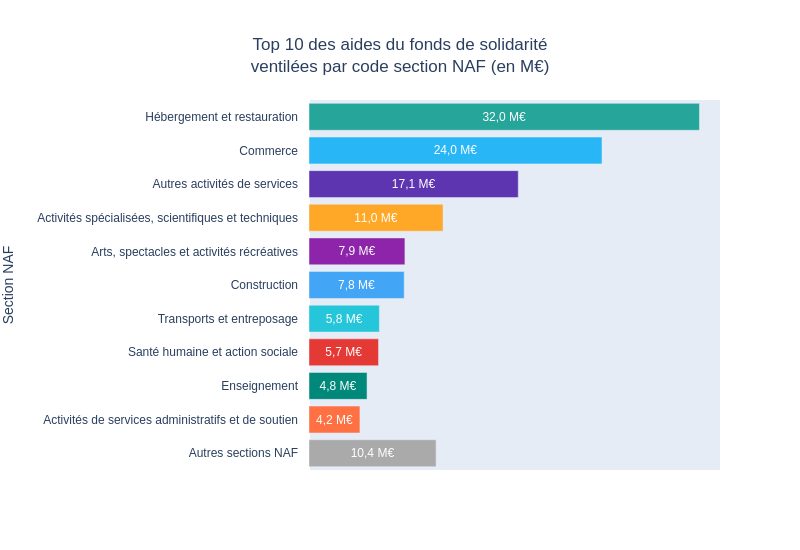 Top 10 des aides du fonds de solidarité
ventilées par code section NAF (en M€)
Section NAF
Hébergement et restauration 32,0 M€
Commerce 24,0 M€
Autres activités de services 17,1 M€
Activités spécialisées, scientifiques et techniques 11,0 M€
Arts, spectacles et activités récréatives 7,9 M€
Construction 7,8 M€
Transports et entreposage 5,8 M€
Santé humaine et action sociale 5,7 M€
Enseignement 4,8 M€
Activités de services administratifs et de soutien 4,2 M€
Autres sections NAF 10,4 M€